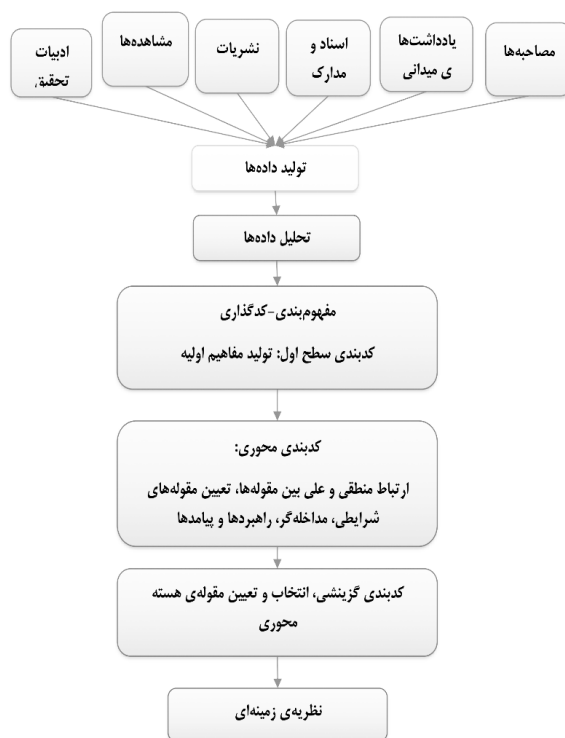 مصاحبه‌ها
یادداشت‌ها
ی میدانی
اسناد و
مدارک
نشریات
مشاهده‌ها
ادبیات
تحقیق
تولید داده‌ها
تحلیل داده‌ها
مفهوم‌بندی-کدگذاری
کدبندی سطح اول: تولید مفاهیم اولیه
کدبندی محوری:
ارتباط منطقی و علی بین مقوله‌ها، تعیین مقوله‌های
شرایطی، مداخله‌گر، راهبردها و پیامدها
کدبندی گزینشی، انتخاب و تعیین مقوله‌ی هسته
محوری
نظریه‌ی زمینه‌ای